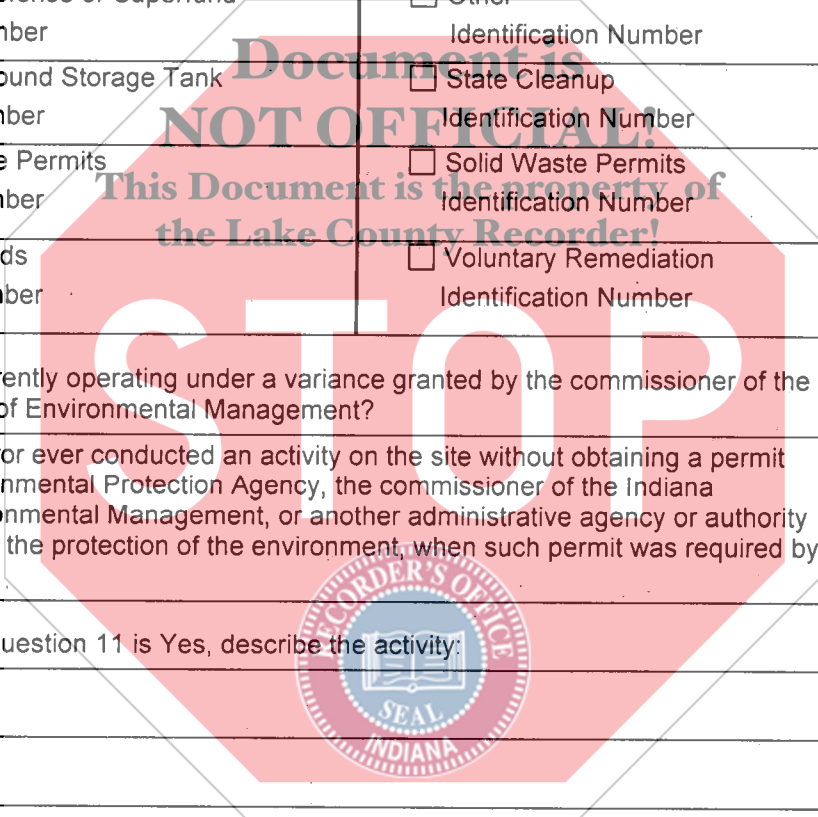 Other
nber
Identification Number
Document is
ound Storage Tank
State Cleanup
nber
Identification Number
NOT OFFICIAL!
e Permits
Solid Waste Permits
This Document is the property of
nber
Identification Number
the Lake County Recorder!
ds
Voluntary Remediation
ber
Identification Number
STOP
rently operating under a variance granted by the commissioner of the
of Environmental Management?
or ever conducted an activity on the site without obtaining a permit
nmental Protection Agency, the commissioner of the Indiana
onmental Management, or another administrative agency or authority
the protection of the environment, when such permit was required by
RECORDER'S OFFICE
uestion 11 is Yes, describe the activity:
SEAL
INDIANA